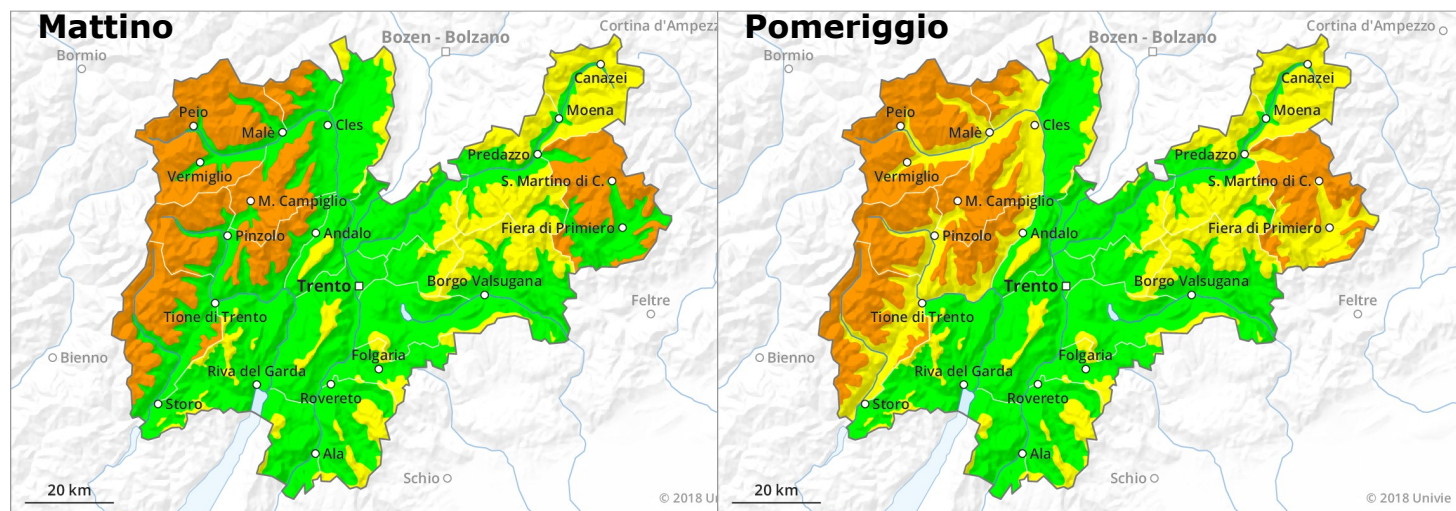 Mattino
Cortina d'Ampezz
Bozen - Bolzano
Bormio
Canazei
Peio
Moena
Malè
Cles
Predazzo
Vermiglio
S. Martino di C.
M. Campiglio
Pinzolo
Andalo
Fiera di Primiero
Trento
Borgo Valsugana
Feltre
Tione di Trento
Bienno
Folgaria
Riva del Garda
Rovereto
Storo
Ala
Schio
20 km
© 2018 Un
Pomeriggio
Cortina d'Ampezzo
Bozen - Bolzano
Bormio
Canazei
Peio
Moena
Malè
Cles
Predazzo
Vermiglio
S. Martino di C.
M. Campiglio
Pinzolo
Andalo
Fiera di Primiero
Trento
Borgo Valsugana
Feltre
Tione di Trento
Bienno
Folgaria
Riva del Garda
Rovereto
Storo
Ala
Schio
20 km
© 2018 Univie